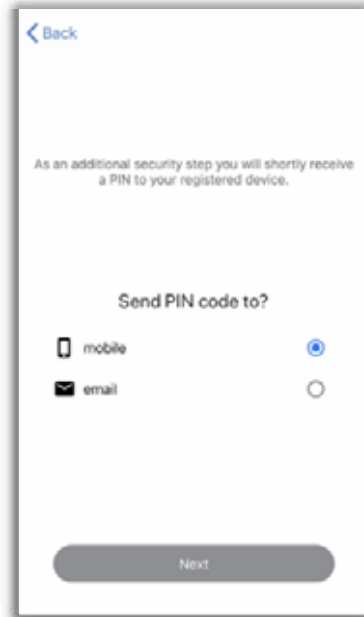 Back
As an additional security step you will shortly receive
a PIN to your registered device.
Send PIN code to?
mobile
email
Next